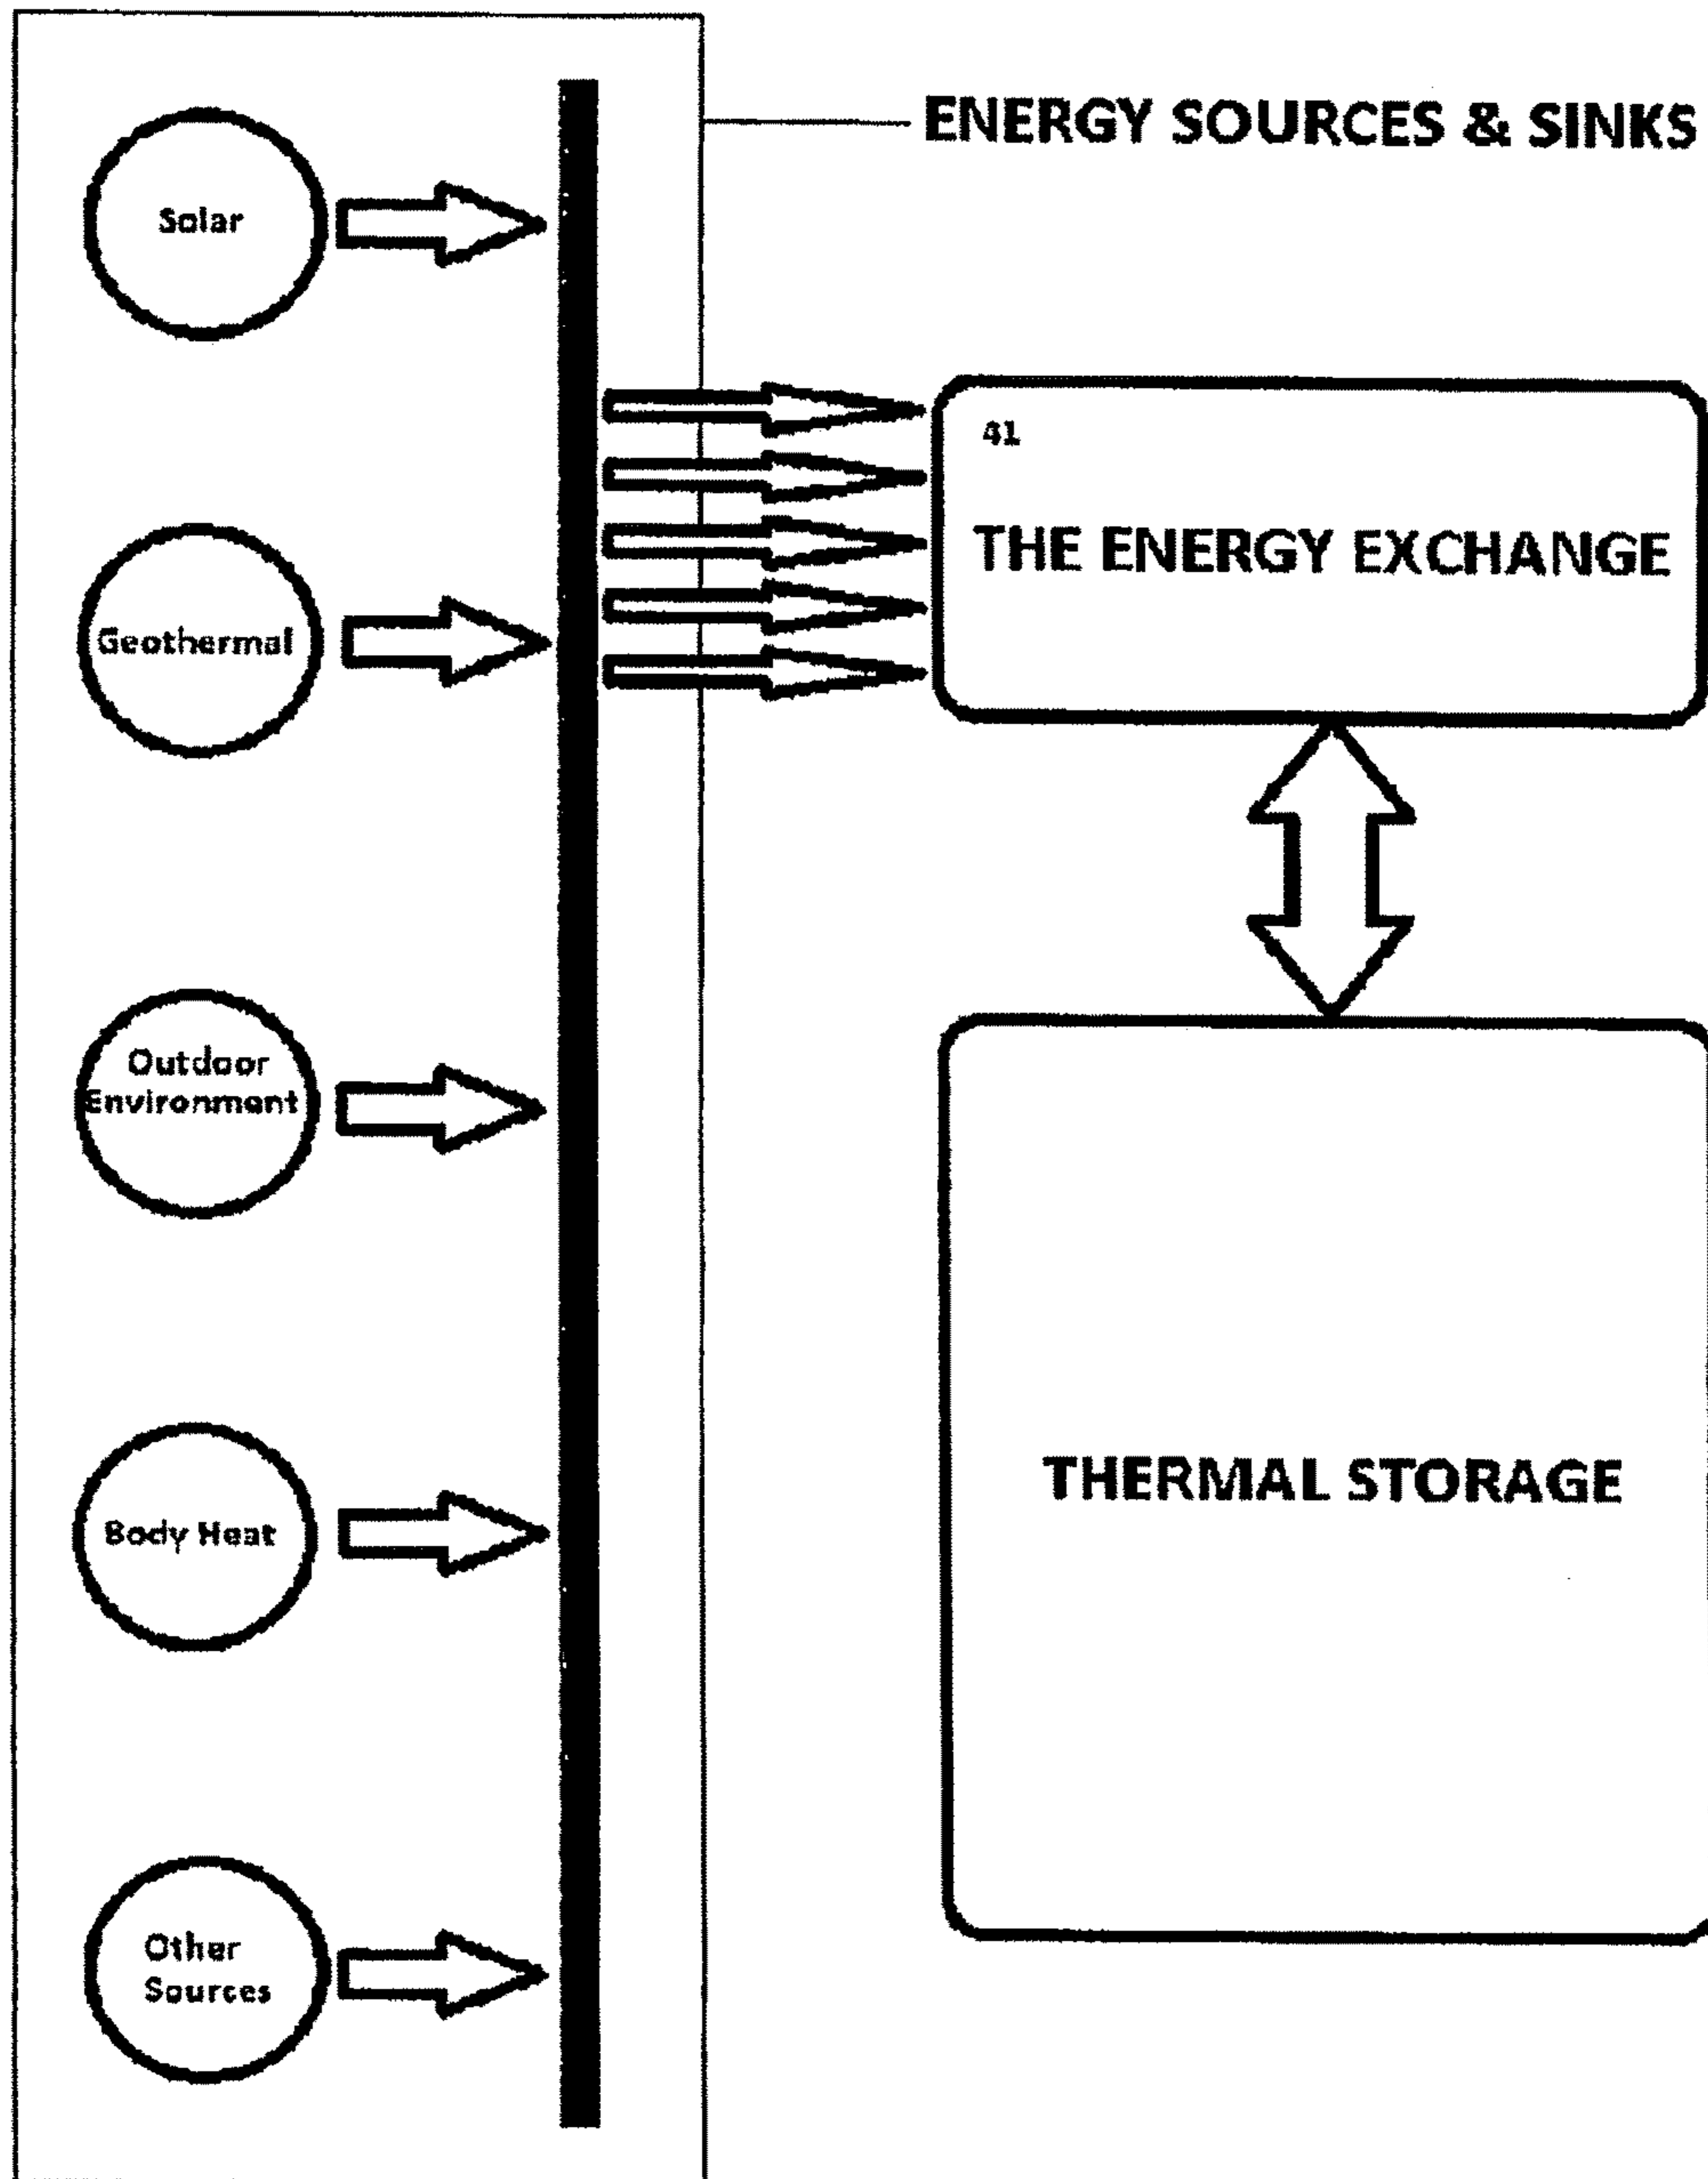 ENERGY SOURCES & SINKS
Solar
41
THE ENERGY EXCHANGE
Geothermal
Outdoor
Environment
THERMAL STORAGE
Body Heat
Other
Sources